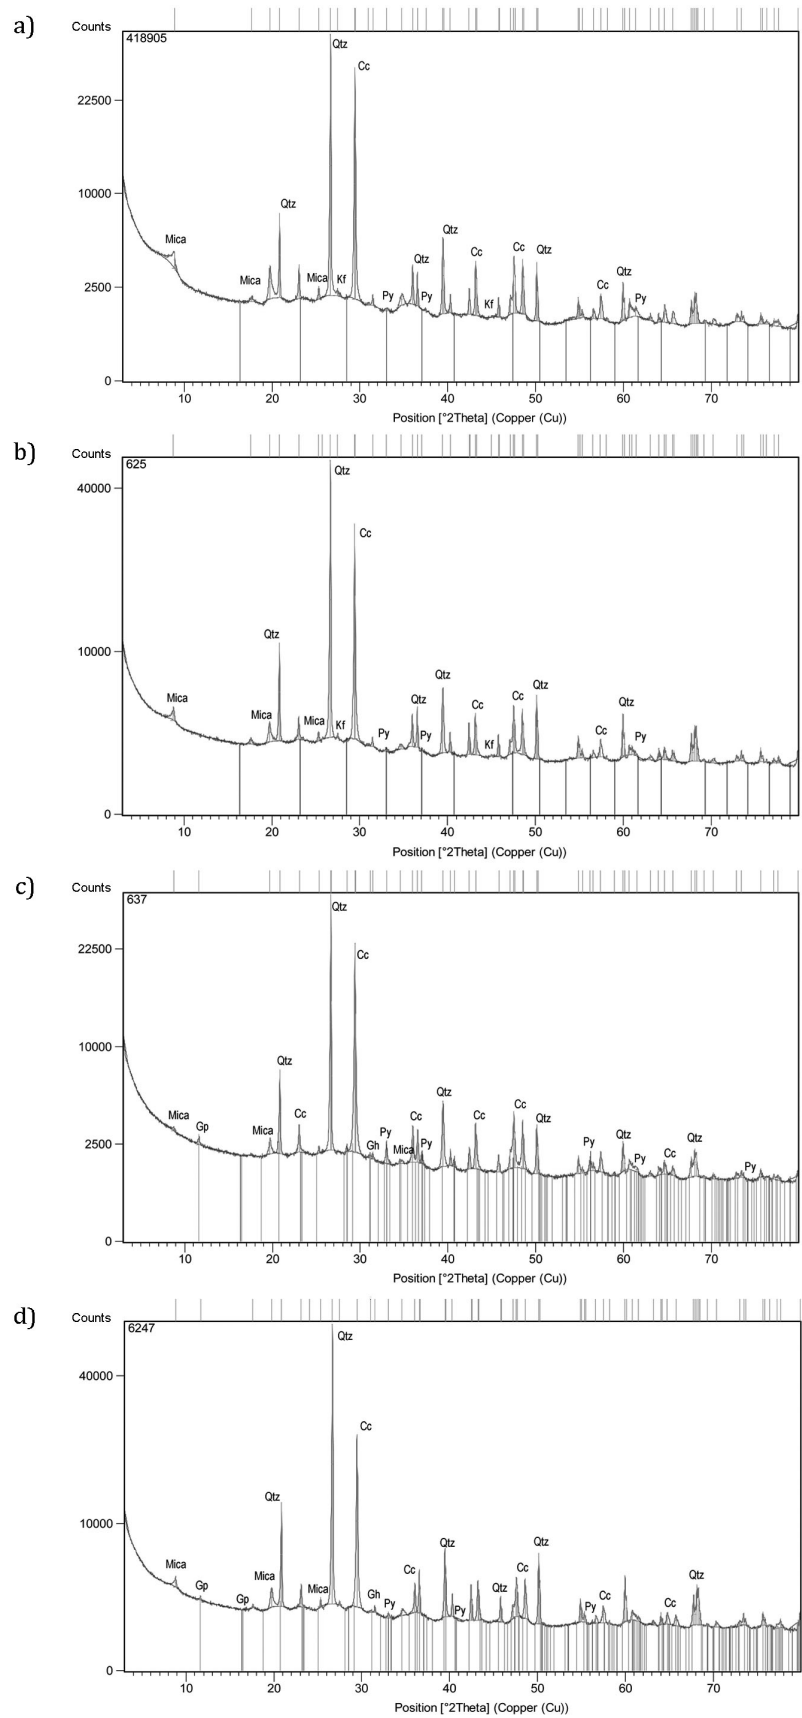 a)
Counts
418905
Qtz
Cc
22500
10000
Qtz
Mica
Qtz
Cc
Cc
Qtz
Mica
Mica
Kf
Py
Py
Kf
Cc
Qtz
Py
2500
0
10 20 30 40 50 60 70
Position [°2Theta] (Copper (Cu))
b)
Counts
625
Qtz
40000
Cc
Qtz
10000
Mica
Qtz
Qtz
Cc
Cc
Qtz
Qtz
Mica
Mica
Kf
Py
Py
Kf
Cc
Py
0
10 20 30 40 50 60 70
Position [°2Theta] (Copper (Cu))
c)
Counts
637
Qtz
22500
Cc
10000
Qtz
Qtz
Mica
Gp
Cc
Cc
Cc
Cc
Qtz
Mica
Gh
Py
Mica
Py
Py
Qtz
Py
Cc
Qtz
Py
2500
0
10 20 30 40 50 60 70
Position [°2Theta] (Copper (Cu))
d)
Counts
6247
Qtz
40000
Cc
Qtz
10000
Mica
Gp
Gp
Mica
Mica
Gh
Py
Cc
Qtz
Py
Qtz
Cc
Qtz
Py
Cc
Cc
Qtz
0
10 20 30 40 50 60 70
Position [°2Theta] (Copper (Cu))